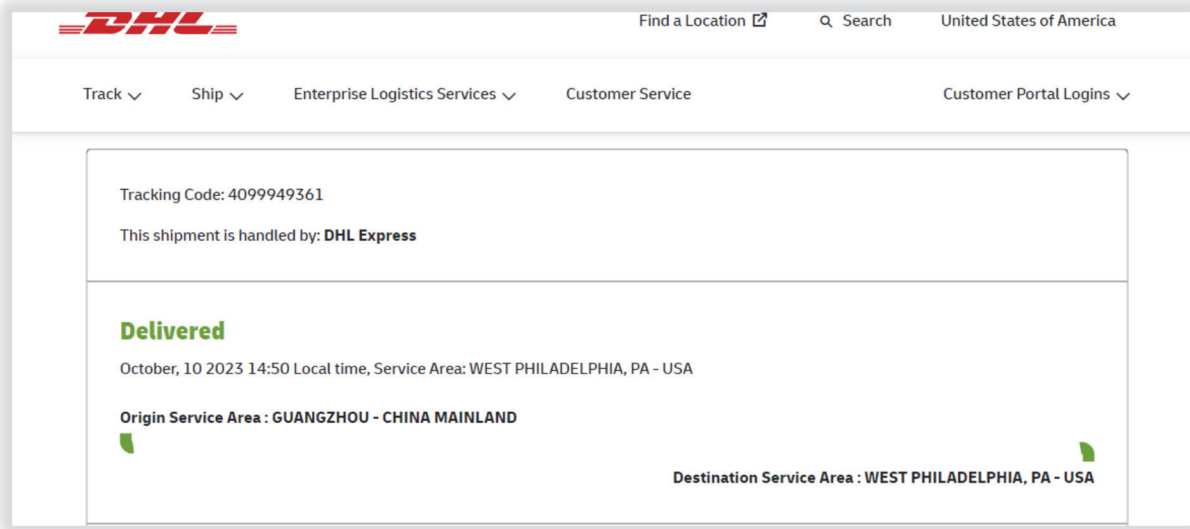 DHL
Find a Location
Search
United States of America
Track
Ship
Enterprise Logistics Services
Customer Service
Customer Portal Logins
Tracking Code: 4099949361
This shipment is handled by: DHL Express
Delivered
October, 10 2023 14:50 Local time, Service Area: WEST PHILADELPHIA, PA - USA
Origin Service Area : GUANGZHOU - CHINA MAINLAND
Destination Service Area : WEST PHILADELPHIA, PA - USA